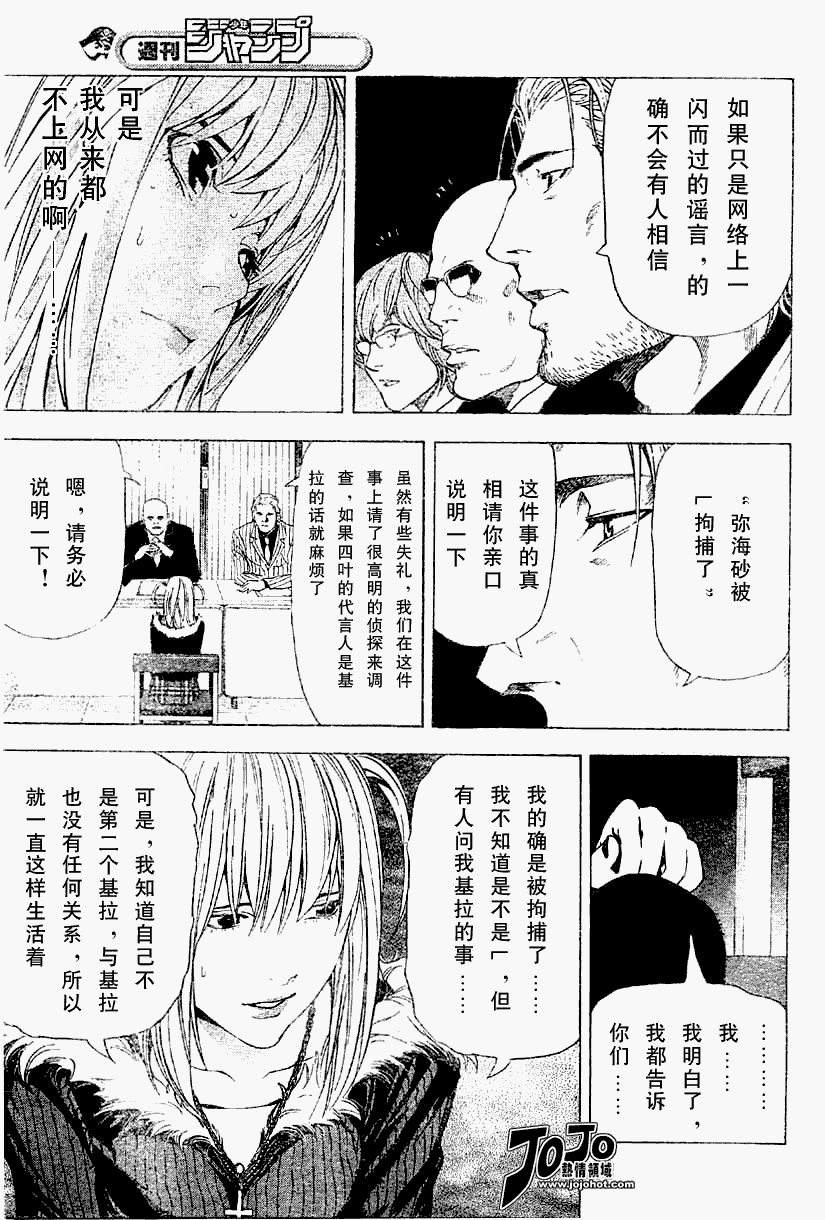 週刊少年ジャンプ
如果只是网络上一
闪而过的谣言，的
确不会有人相信
可是
我从来都
不上网的啊……
“弥海砂被
L拘捕了”
这件事的真
相请你亲口
说明一下
虽然有些失礼，我们在这件
事上请了很高明的侦探来调
查，如果四叶的代言人是基
拉的话就麻烦了
嗯，请务必
说明一下！
…………
我……
我明白了，
我都告诉
你们……
我的确是被拘捕了……
我不知道是不是L，但
有人问我基拉的事……
可是，我知道自己不
是第二个基拉，与基拉
也没有任何关系，所以
就一直这样生活着
JOJO
熱情領域
www.jojohot.com